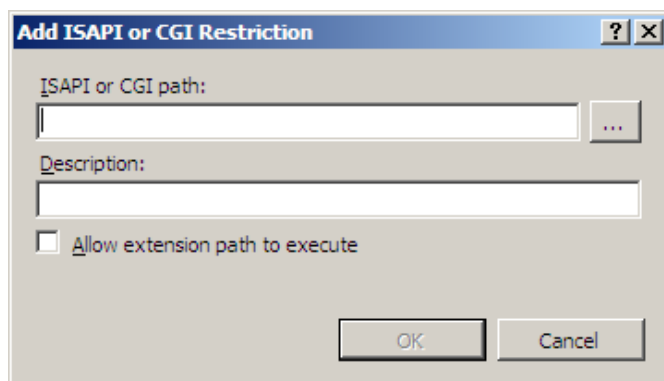 Add ISAPI or CGI Restriction
ISAPI or CGI path:
...
Description:
Allow extension path to execute
OK
Cancel